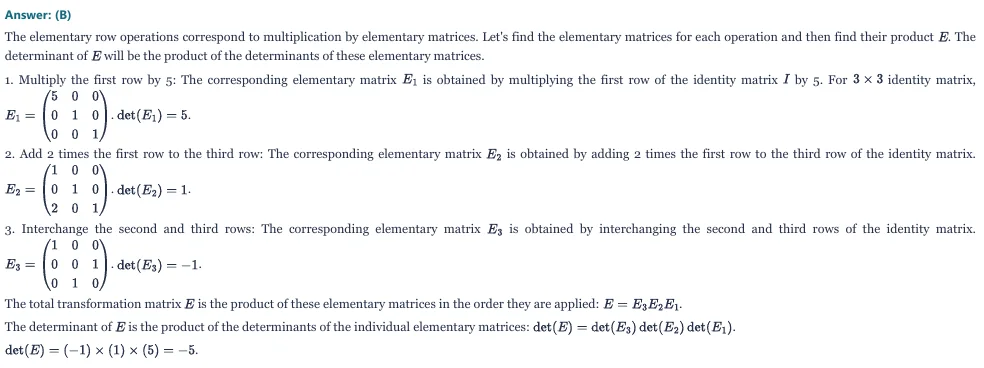 Answer: (B)
The elementary row operations correspond to multiplication by elementary matrices. Let's find the elementary matrices for each operation and then find their product E. The
determinant of E will be the product of the determinants of these elementary matrices.
1. Multiply the first row by 5: The corresponding elementary matrix E₁ is obtained by multiplying the first row of the identity matrix I by 5. For 3 × 3 identity matrix,
E₁ = (5 0 0; 0 1 0; 0 0 1). det(E₁) = 5.
2. Add 2 times the first row to the third row: The corresponding elementary matrix E₂ is obtained by adding 2 times the first row to the third row of the identity matrix.
E₂ = (1 0 0; 0 1 0; 2 0 1). det(E₂) = 1.
3. Interchange the second and third rows: The corresponding elementary matrix E₃ is obtained by interchanging the second and third rows of the identity matrix.
E₃ = (1 0 0; 0 0 1; 0 1 0). det(E₃) = −1.
The total transformation matrix E is the product of these elementary matrices in the order they are applied: E = E₃E₂E₁.
The determinant of E is the product of the determinants of the individual elementary matrices: det(E) = det(E₃) det(E₂) det(E₁).
det(E) = (−1) × (1) × (5) = −5.